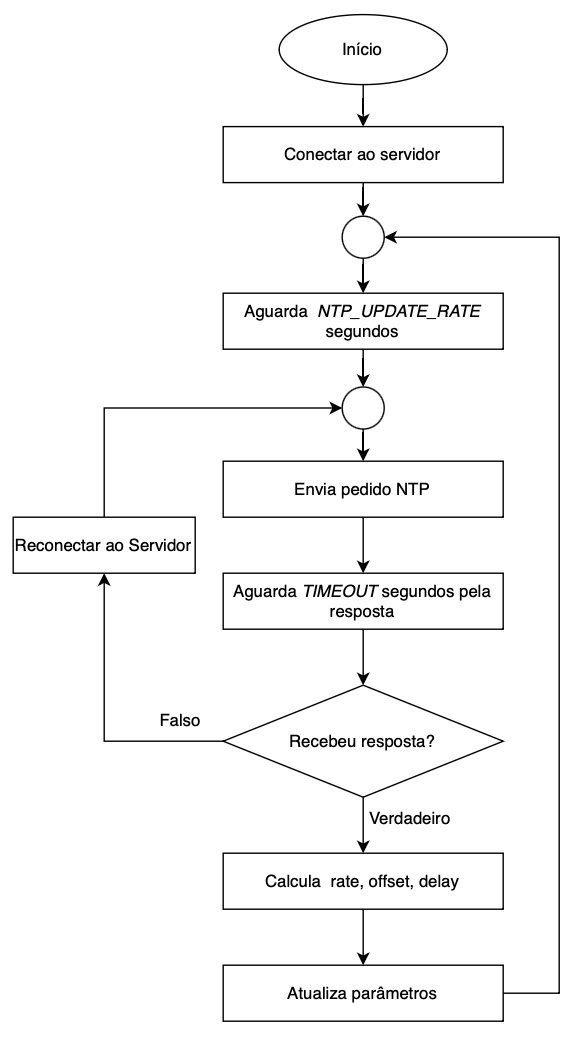 Início
Conectar ao servidor
Aguarda NTP_UPDATE_RATE
segundos
Envia pedido NTP
Reconectar ao Servidor
Aguarda TIMEOUT segundos pela
resposta
Falso
Recebeu resposta?
Verdadeiro
Calcula rate, offset, delay
Atualiza parâmetros